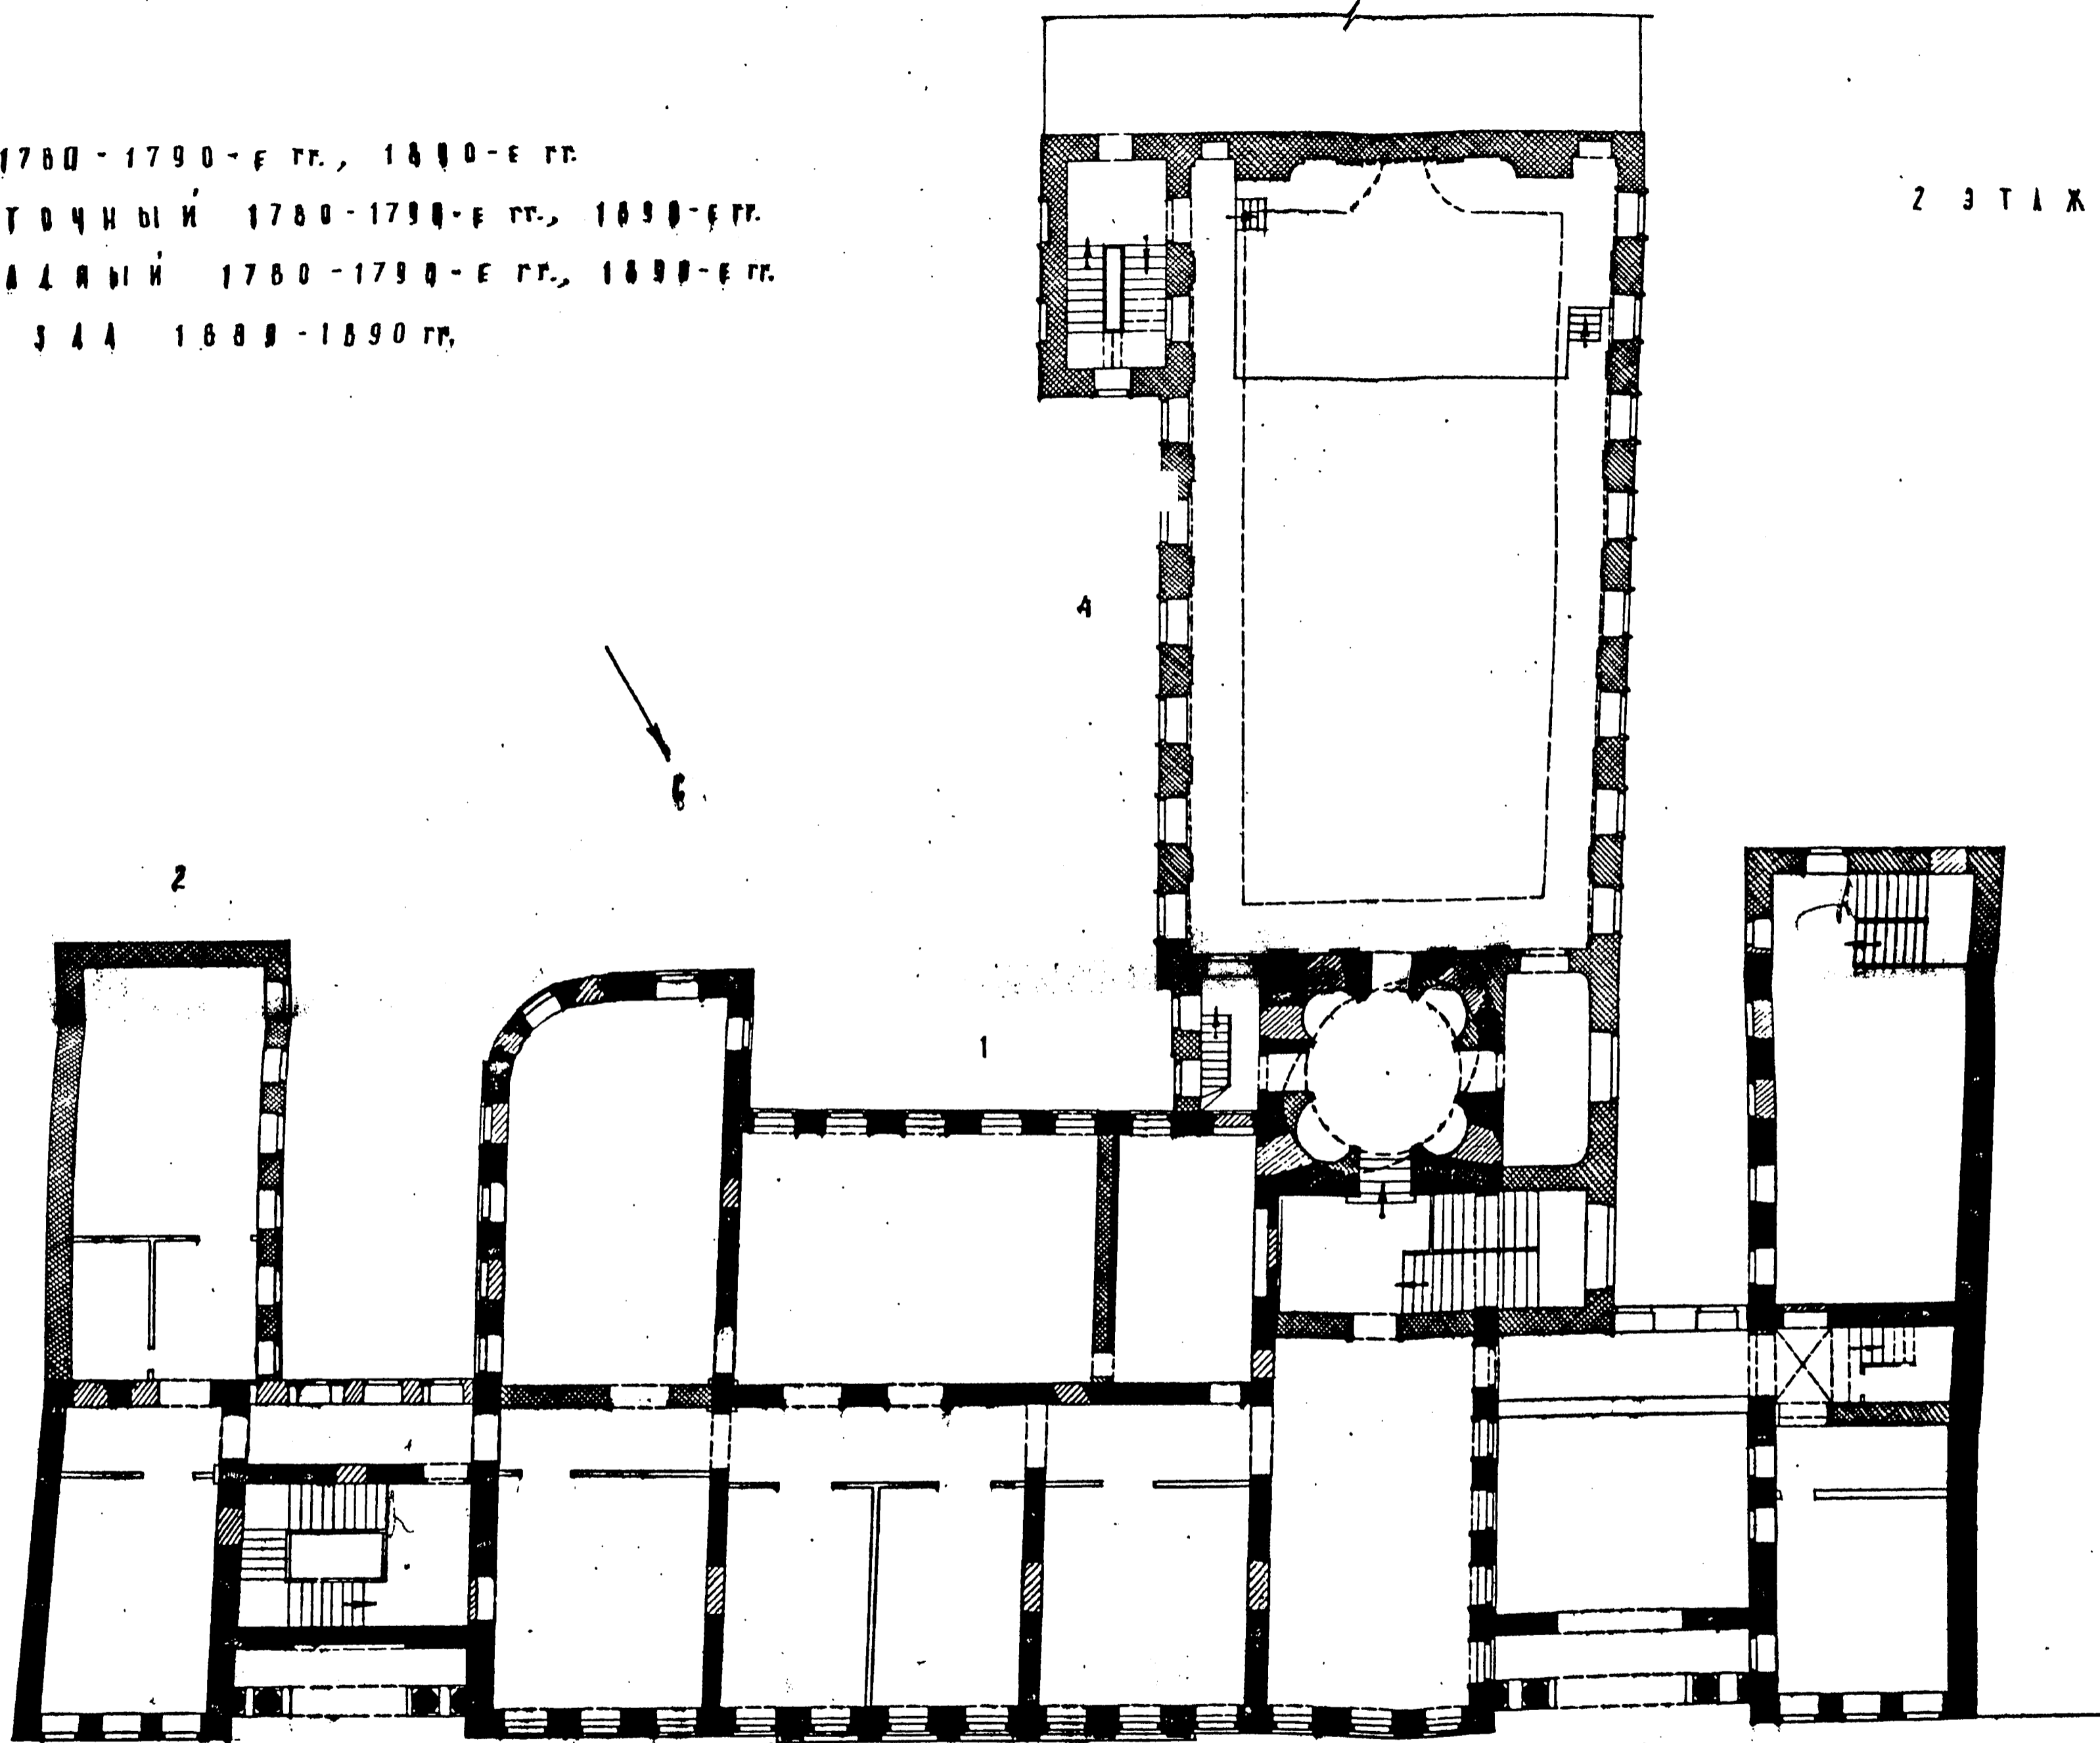 1780-1790-е гг., 1890-е гг.
точный 1780-1790-е гг., 1890-е гг.
адный 1780-1790-е гг., 1890-е гг.
зал 1880-1890 гг.
2 ЭТАЖ
4
С
2
1